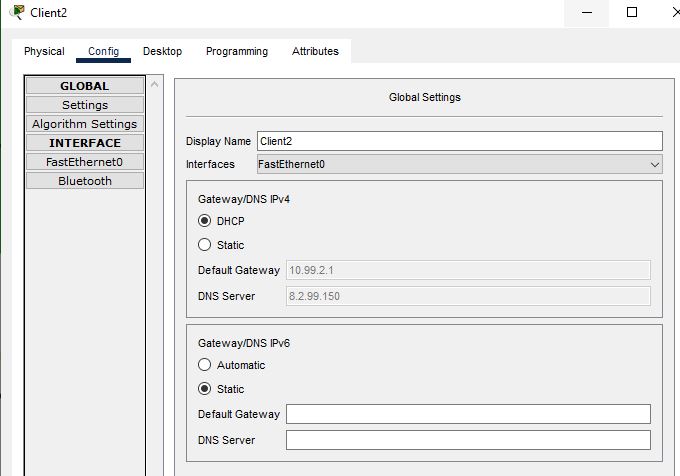 Client2
Physical Config Desktop Programming Attributes
GLOBAL
Settings
Algorithm Settings
INTERFACE
FastEthernet0
Bluetooth
Global Settings
Display Name Client2
Interfaces FastEthernet0
Gateway/DNS IPv4
DHCP
Static
Default Gateway 10.99.2.1
DNS Server 8.2.99.150
Gateway/DNS IPv6
Automatic
Static
Default Gateway
DNS Server